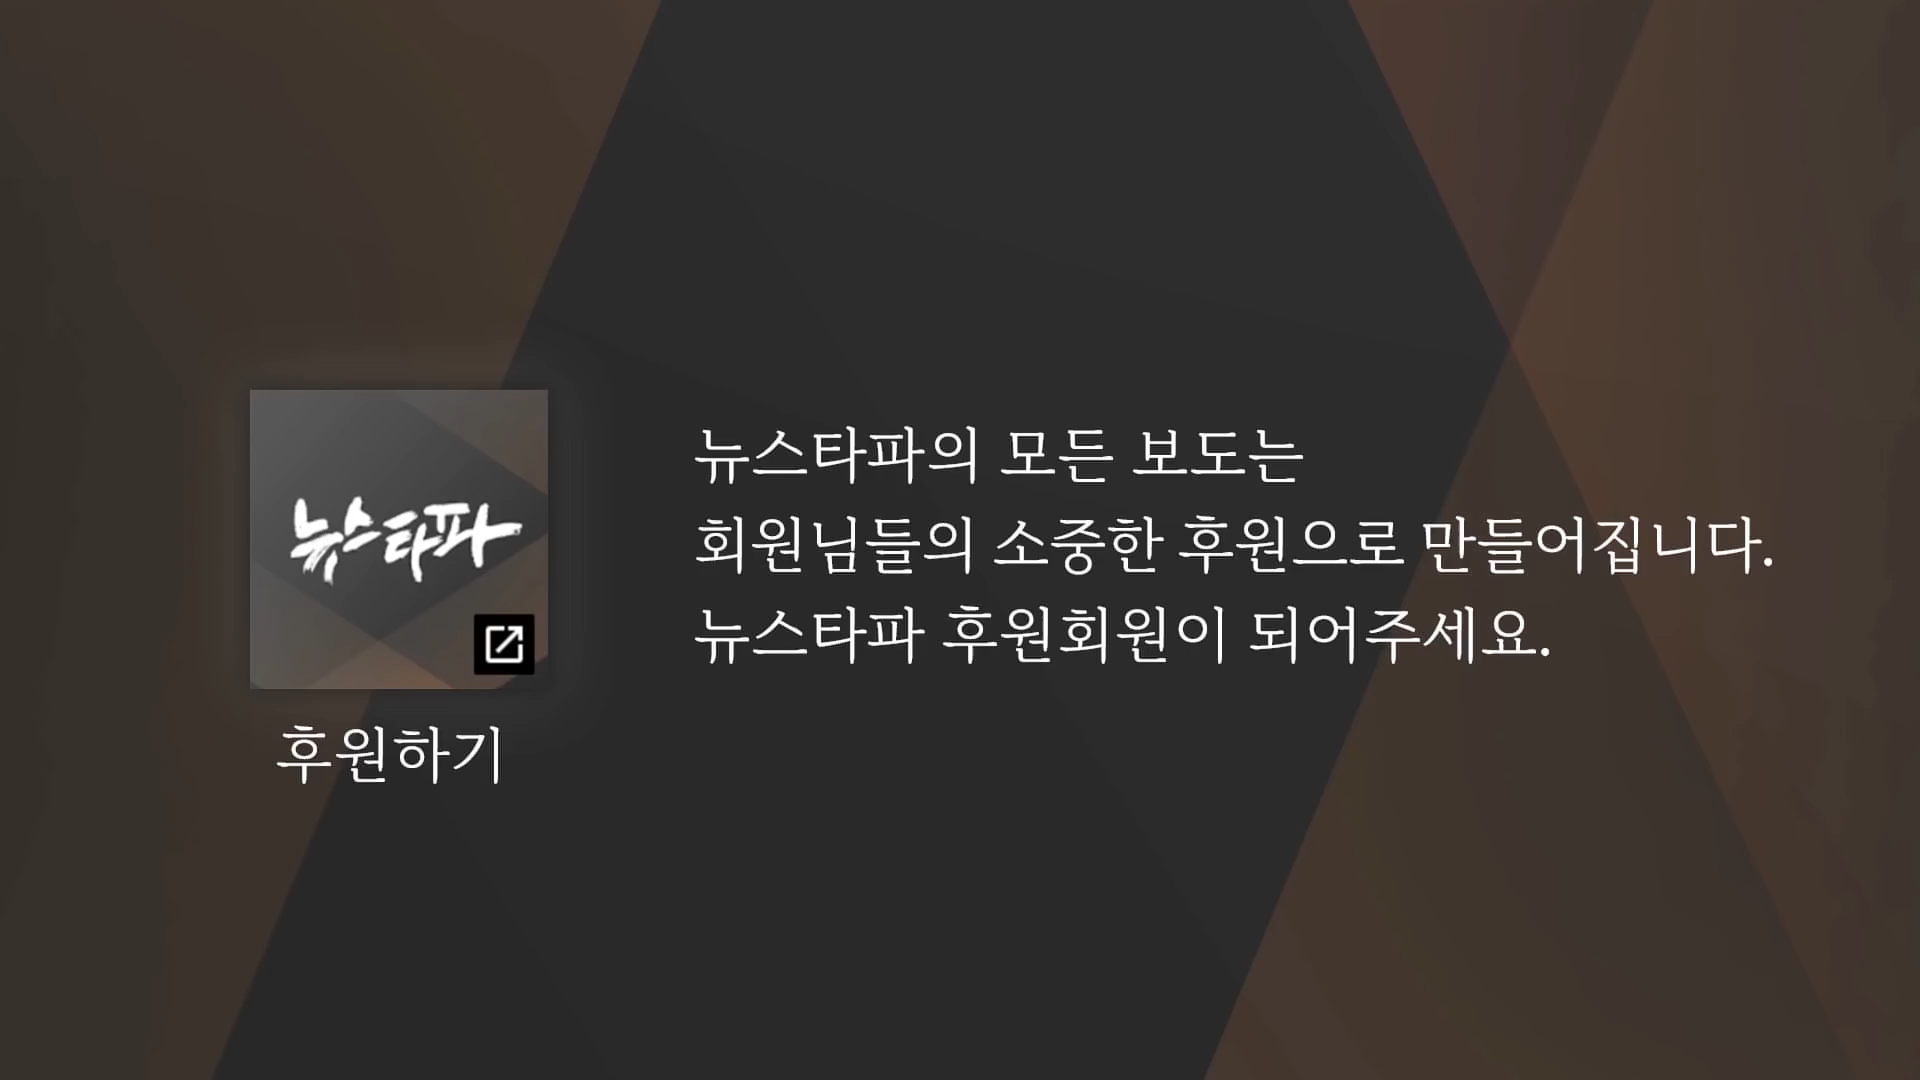 뉴스타파
후원하기
뉴스타파의 모든 보도는
회원님들의 소중한 후원으로 만들어집니다.
뉴스타파 후원회원이 되어주세요.